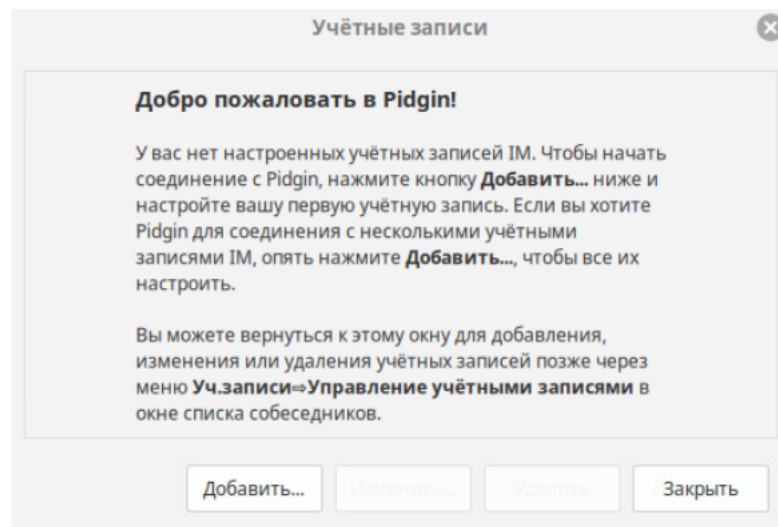 Учётные записи
Добро пожаловать в Pidgin!
У вас нет настроенных учётных записей IM. Чтобы начать
соединение с Pidgin, нажмите кнопку Добавить... ниже и
настройте вашу первую учётную запись. Если вы хотите
Pidgin для соединения с несколькими учётными
записями IM, опять нажмите Добавить..., чтобы все их
настроить.
Вы можете вернуться к этому окну для добавления,
изменения или удаления учётных записей позже через
меню Уч.записи⇨Управление учётными записями в
окне списка собеседников.
Добавить... Изменить... Удалить Закрыть